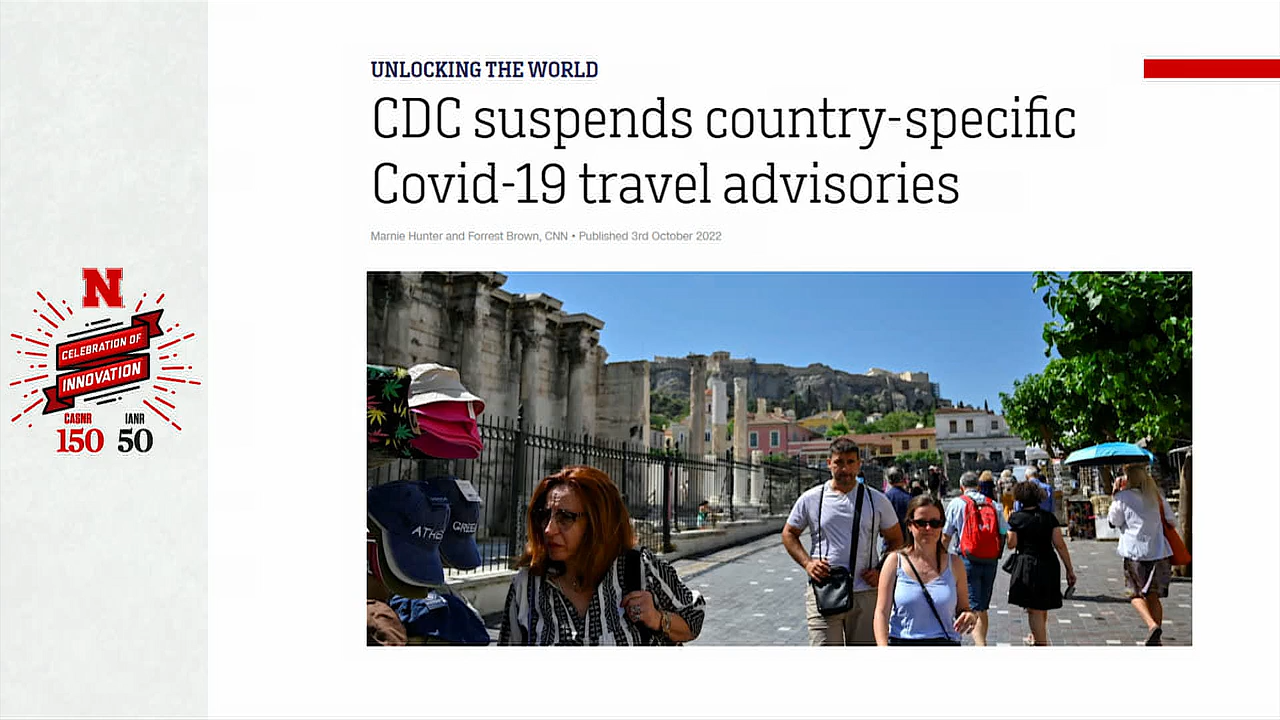 UNLOCKING THE WORLD
CDC suspends country-specific
Covid-19 travel advisories
Marnie Hunter and Forrest Brown, CNN • Published 3rd October 2022
N
CELEBRATION OF
INNOVATION
CASNR IANR
150 50
ATHE
GREE